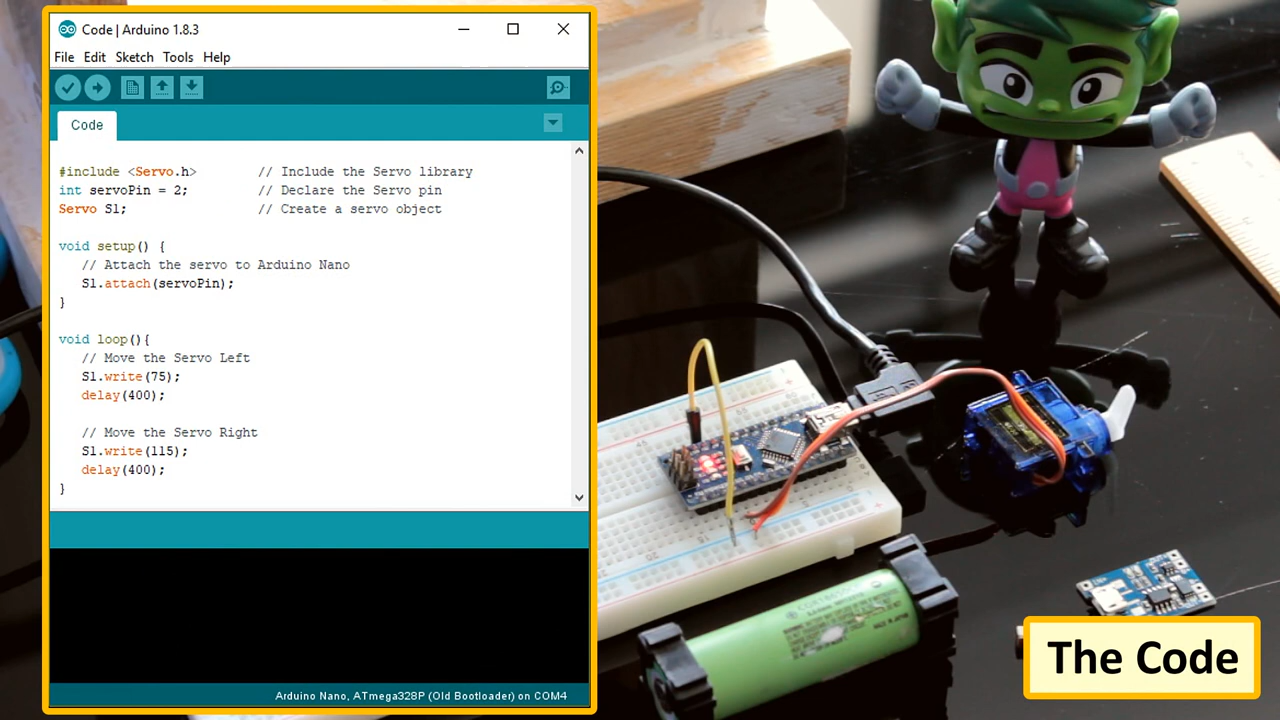 Code | Arduino 1.8.3
File Edit Sketch Tools Help
Code
#include <Servo.h> // Include the Servo library
int servoPin = 2; // Declare the Servo pin
Servo S1; // Create a servo object
void setup() {
// Attach the servo to Arduino Nano
S1.attach(servoPin);
}
void loop(){
// Move the Servo Left
S1.write(75);
delay(400);
// Move the Servo Right
S1.write(115);
delay(400);
}
Arduino Nano, ATmega328P (Old Bootloader) on COM4
The Code